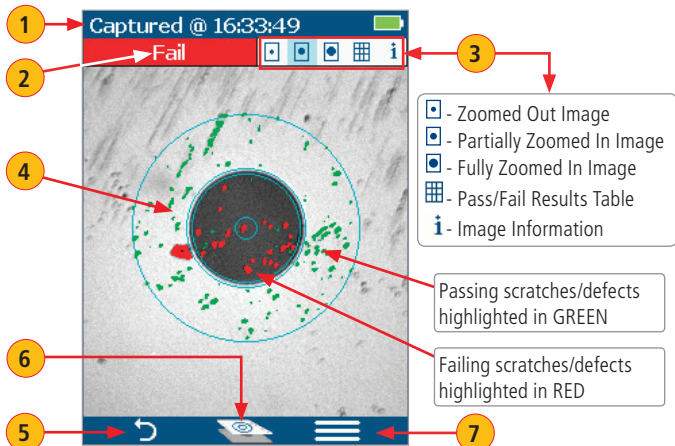 1
Captured @ 16:33:49
2
Fail
i
3
- Zoomed Out Image
- Partially Zoomed In Image
- Fully Zoomed In Image
- Pass/Fail Results Table
i - Image Information
4
Passing scratches/defects
highlighted in GREEN
Failing scratches/defects
highlighted in RED
6
5
7